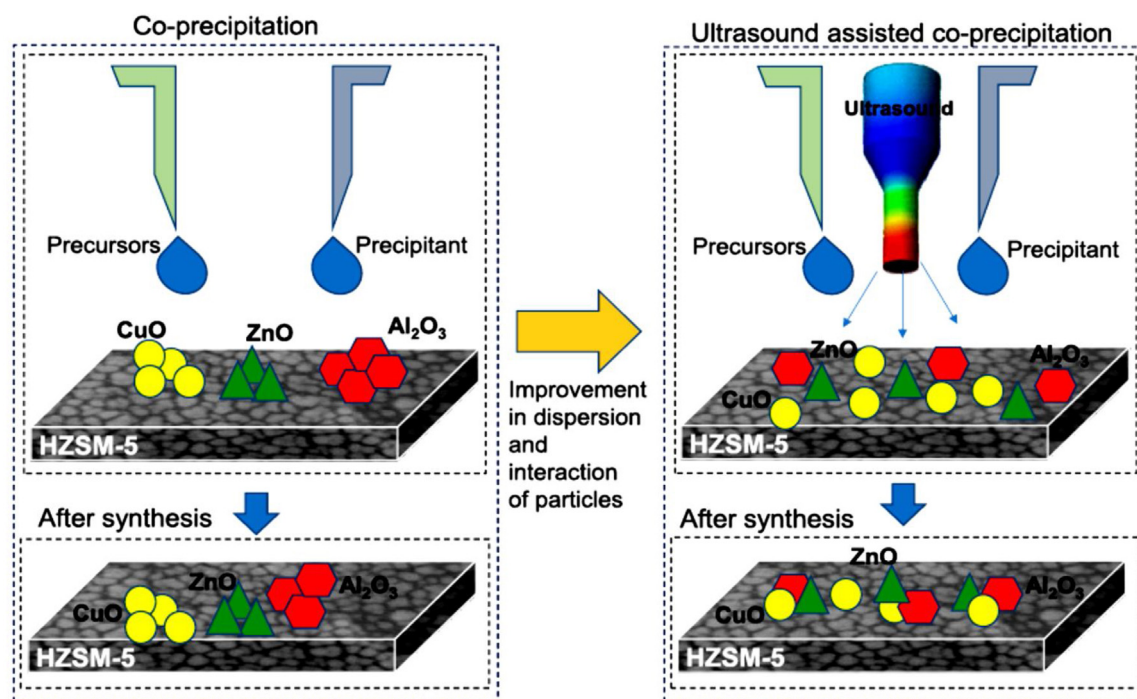 Co-precipitation
Precursors
Precipitant
CuO
ZnO
Al₂O₃
HZSM-5
After synthesis
ZnO
Al₂O₃
CuO
HZSM-5
Improvement
in dispersion
and
interaction
of particles
Ultrasound assisted co-precipitation
Ultrasound
Precursors
Precipitant
ZnO
Al₂O₃
CuO
HZSM-5
After synthesis
ZnO
CuO
Al₂O₃
HZSM-5